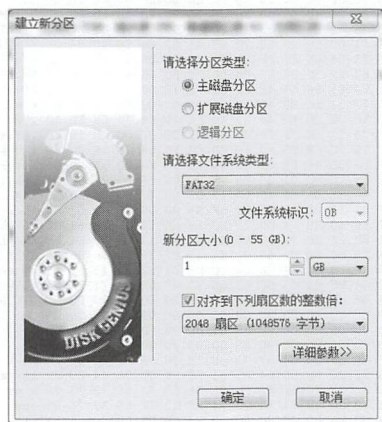 建立新分区
请选择分区类型:
主磁盘分区
扩展磁盘分区
逻辑分区
请选择文件系统类型:
FAT32
文件系统标识: 0B
新分区大小(0 - 55 GB):
1 GB
对齐到下列扇区数的整数倍:
2048 扇区 (1048576 字节)
详细参数>>
DISK GENIUS
确定 取消